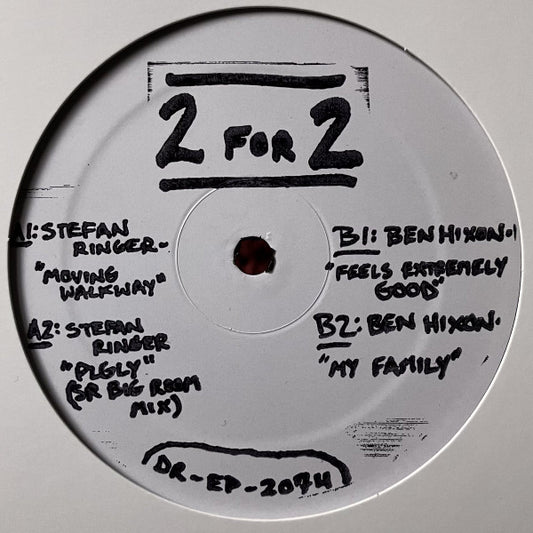 2 FOR 2
A1: STEFAN
RINGER-
"MOVING
WALKWAY"
A2: STEFAN
RINGER
"PLGLY"
(SR BIG ROOM
MIX)
B1: BEN HIXON-
"FEELS EXTREMELY
GOOD"
B2: BEN HIXON-
"MY FAMILY"
DR-EP-2074